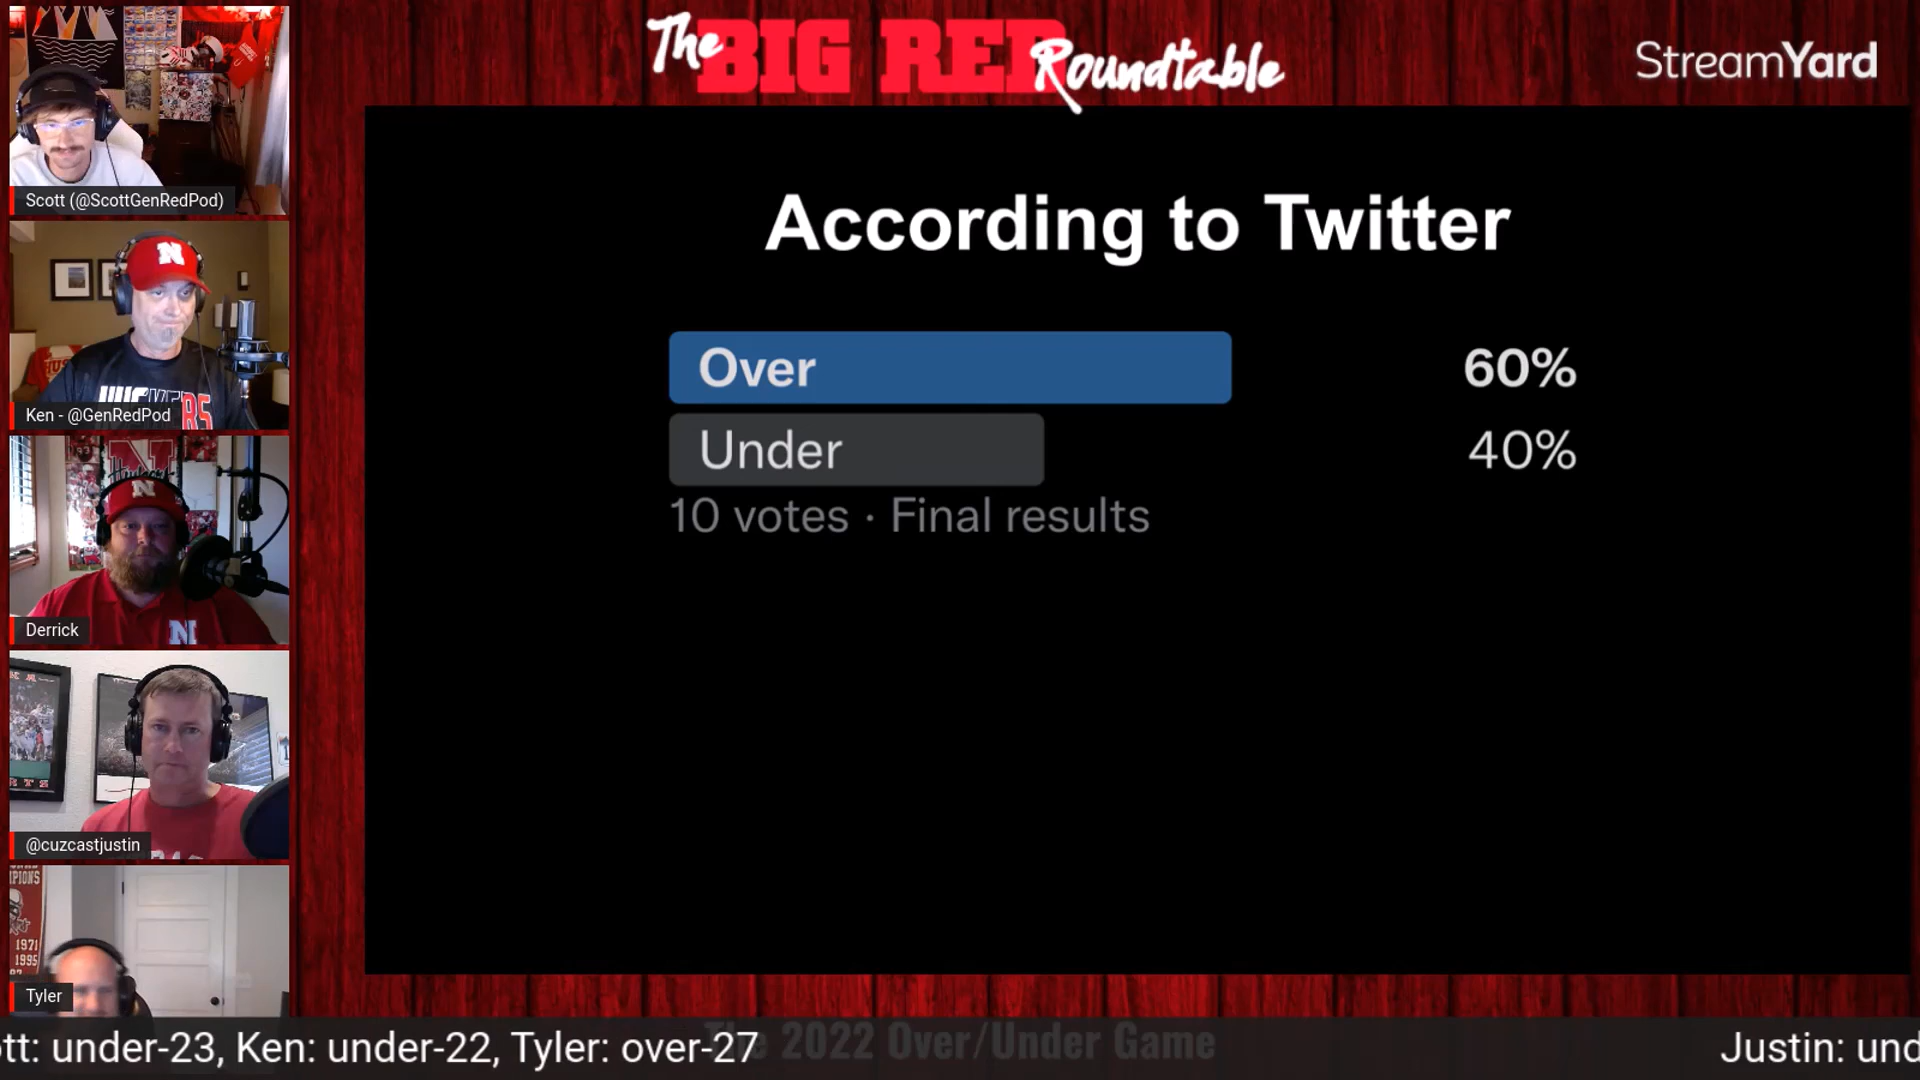 The BIG RED Roundtable
StreamYard
According to Twitter
Over 60%
Under 40%
10 votes · Final results
Scott (@ScottGenRedPod)
Ken - @GenRedPod
Derrick
@cuzcastjustin
1971
1995
Tyler
The 2022 Over/Under Game
tt: under-23, Ken: under-22, Tyler: over-27
Justin: und